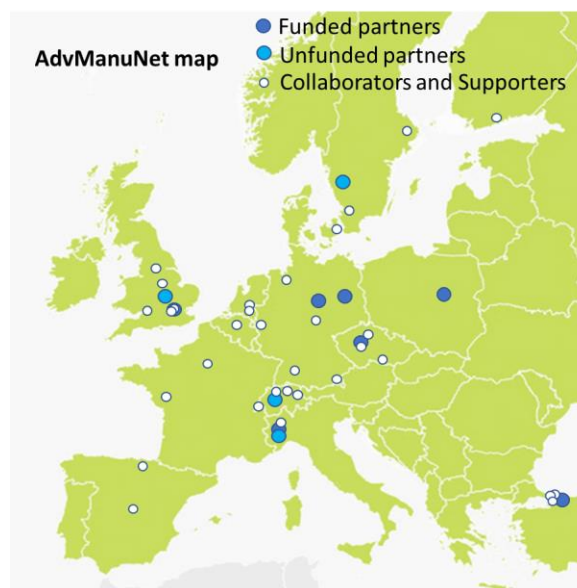 Funded partners
AdvManuNet map
Unfunded partners
Collaborators and Supporters